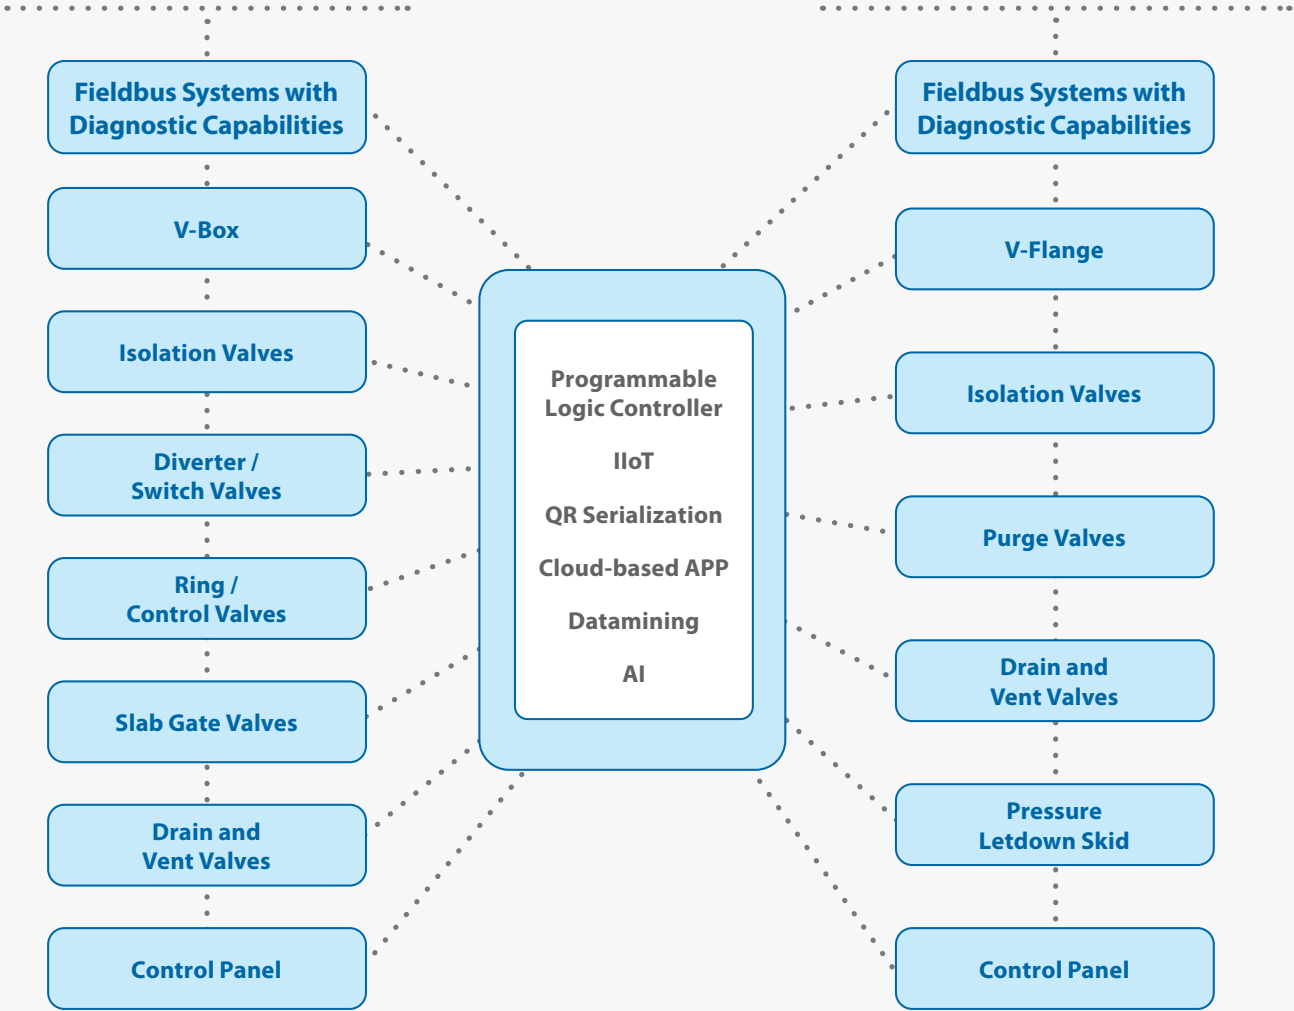 Fieldbus Systems with
Diagnostic Capabilities
V-Box
Isolation Valves
Diverter /
Switch Valves
Ring /
Control Valves
Slab Gate Valves
Drain and
Vent Valves
Control Panel
Programmable
Logic Controller
IIoT
QR Serialization
Cloud-based APP
Datamining
AI
Fieldbus Systems with
Diagnostic Capabilities
V-Flange
Isolation Valves
Purge Valves
Drain and
Vent Valves
Pressure
Letdown Skid
Control Panel